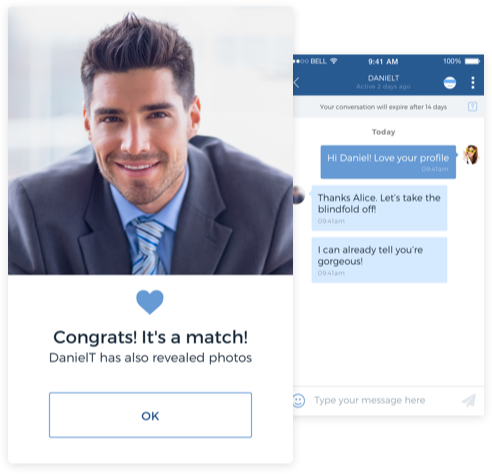 Congrats! It's a match!
DanielT has also revealed photos
OK
BELL
9:41 AM
100%
DANIELT
Active 2 days ago
Your conversation will expire after 14 days
?
Today
Hi Daniel! Love your profile
09:41am
Thanks Alice. Let's take the
blindfold off!
09:41am
I can already tell you're
gorgeous!
09:41am
Type your message here